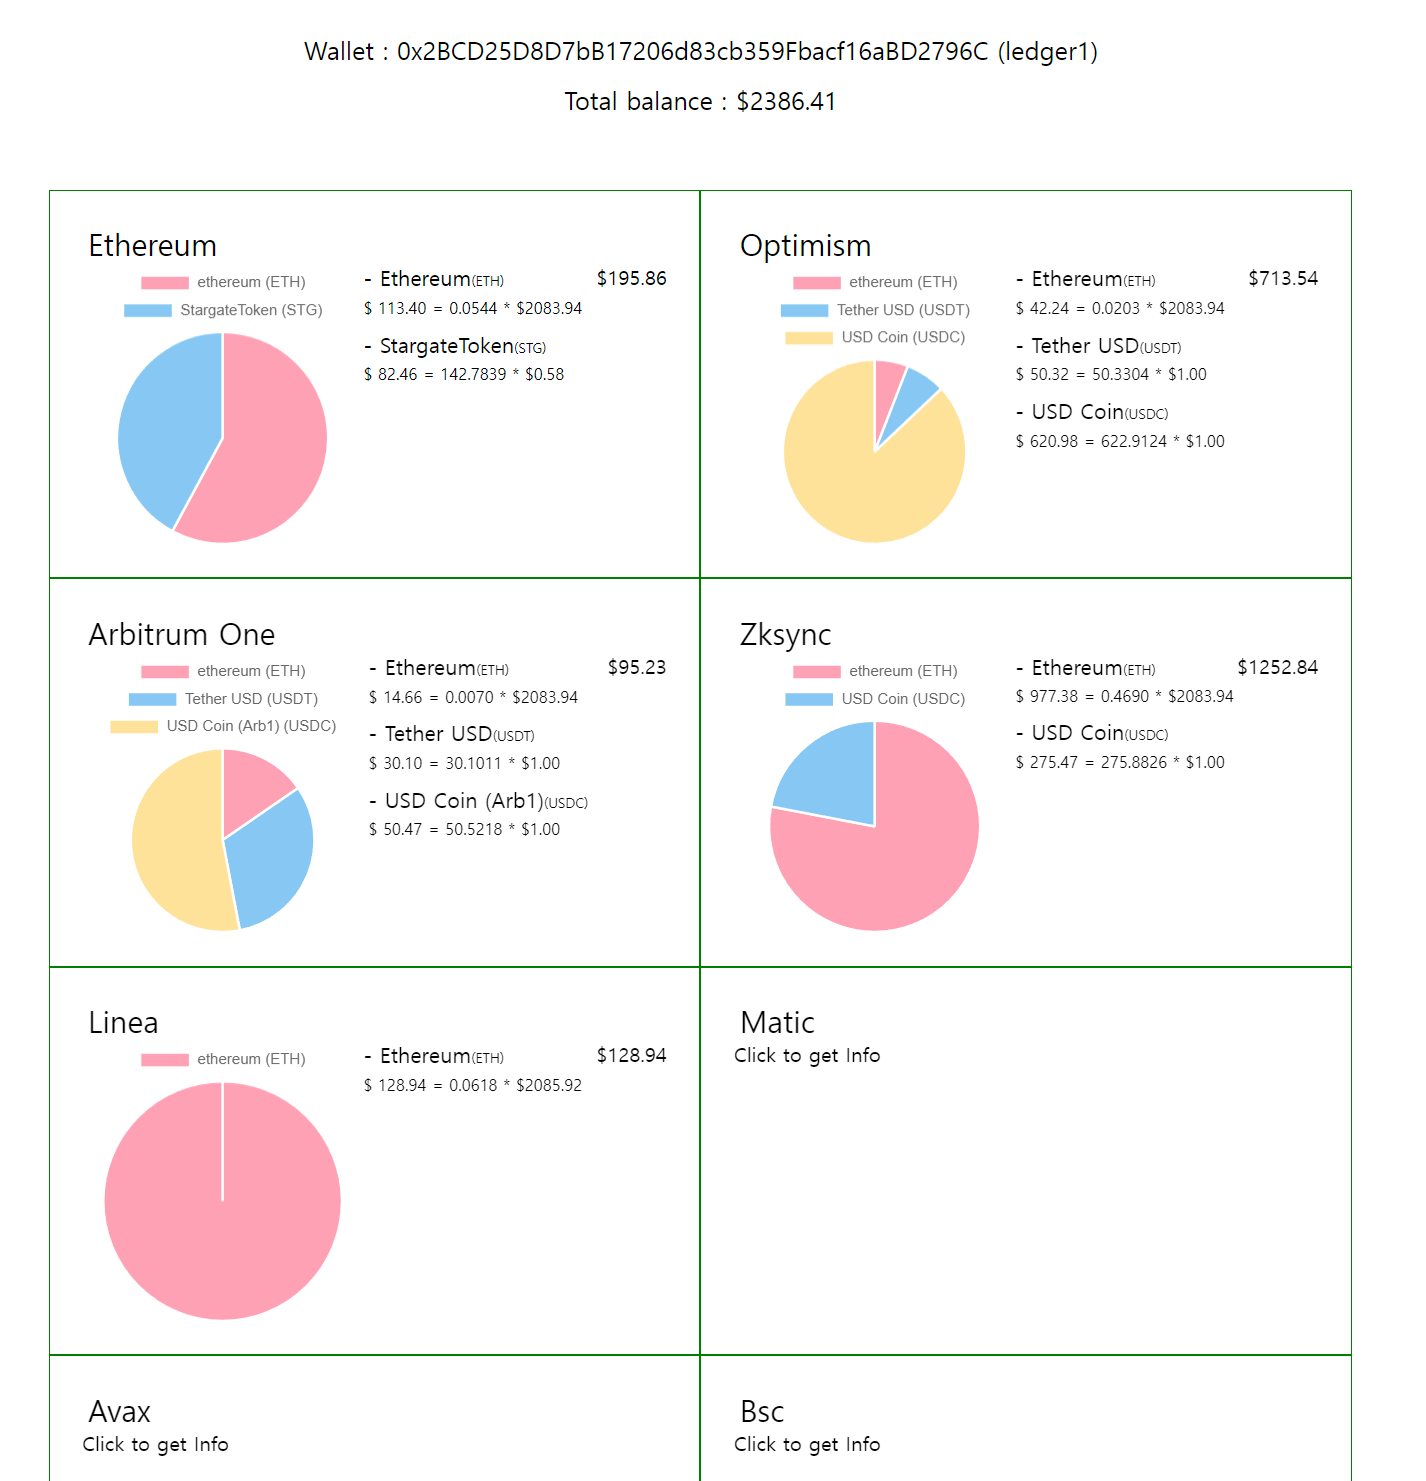 Wallet : 0x2BCD25D8D7bB17206d83cb359Fbacf16aBD2796C (ledger1)
Total balance : $2386.41
Ethereum
ethereum (ETH)
StargateToken (STG)
- Ethereum(ETH) $195.86
$ 113.40 = 0.0544 * $2083.94
- StargateToken(STG)
$ 82.46 = 142.7839 * $0.58
Optimism
ethereum (ETH)
Tether USD (USDT)
USD Coin (USDC)
- Ethereum(ETH) $713.54
$ 42.24 = 0.0203 * $2083.94
- Tether USD(USDT)
$ 50.32 = 50.3304 * $1.00
- USD Coin(USDC)
$ 620.98 = 622.9124 * $1.00
Arbitrum One
ethereum (ETH)
Tether USD (USDT)
USD Coin (Arb1) (USDC)
- Ethereum(ETH) $95.23
$ 14.66 = 0.0070 * $2083.94
- Tether USD(USDT)
$ 30.10 = 30.1011 * $1.00
- USD Coin (Arb1)(USDC)
$ 50.47 = 50.5218 * $1.00
Zksync
ethereum (ETH)
USD Coin (USDC)
- Ethereum(ETH) $1252.84
$ 977.38 = 0.4690 * $2083.94
- USD Coin(USDC)
$ 275.47 = 275.8826 * $1.00
Linea
ethereum (ETH)
- Ethereum(ETH) $128.94
$ 128.94 = 0.0618 * $2085.92
Matic
Click to get Info
Avax
Click to get Info
Bsc
Click to get Info